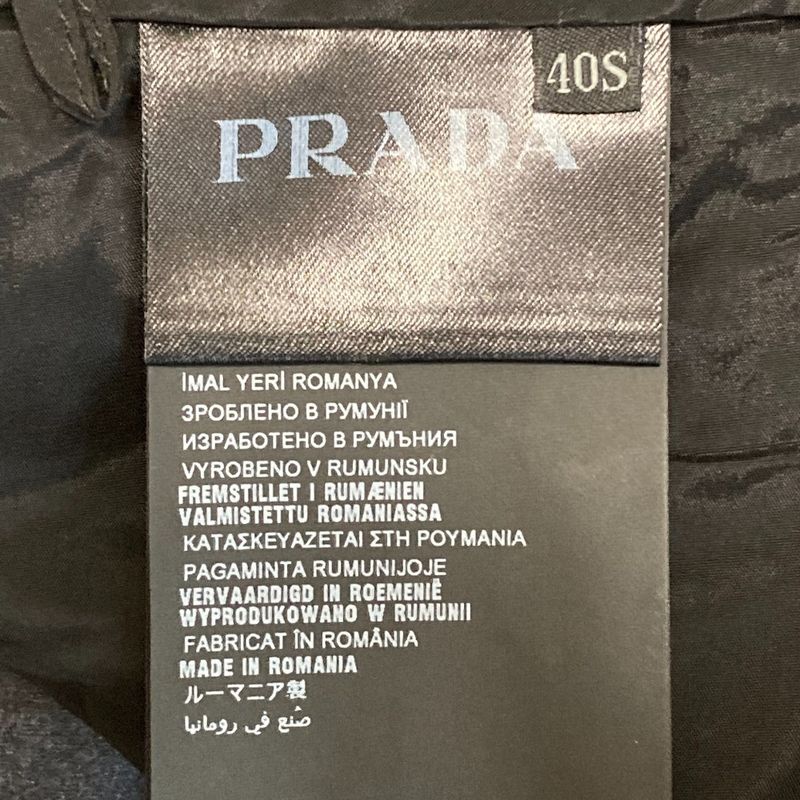 40S
PRADA
İMAL YERİ ROMANYA
ЗРОБЛЕНО В РУМУНІЇ
ИЗРАБОТЕНО В РУМЪНИЯ
VYROBENO V RUMUNSKU
FREMSTILLET I RUMÆNIEN
VALMISTETTU ROMANIASSA
ΚΑΤΑΣΚΕΥΑΖΕΤΑΙ ΣΤΗ ΡΟΥΜΑΝΙΑ
PAGAMINTA RUMUNIJOJE
VERVAARDIGD IN ROEMENIË
WYPRODUKOWANO W RUMUNII
FABRICAT ÎN ROMÂNIA
MADE IN ROMANIA
ルーマニア製
صُنع في رومانيا